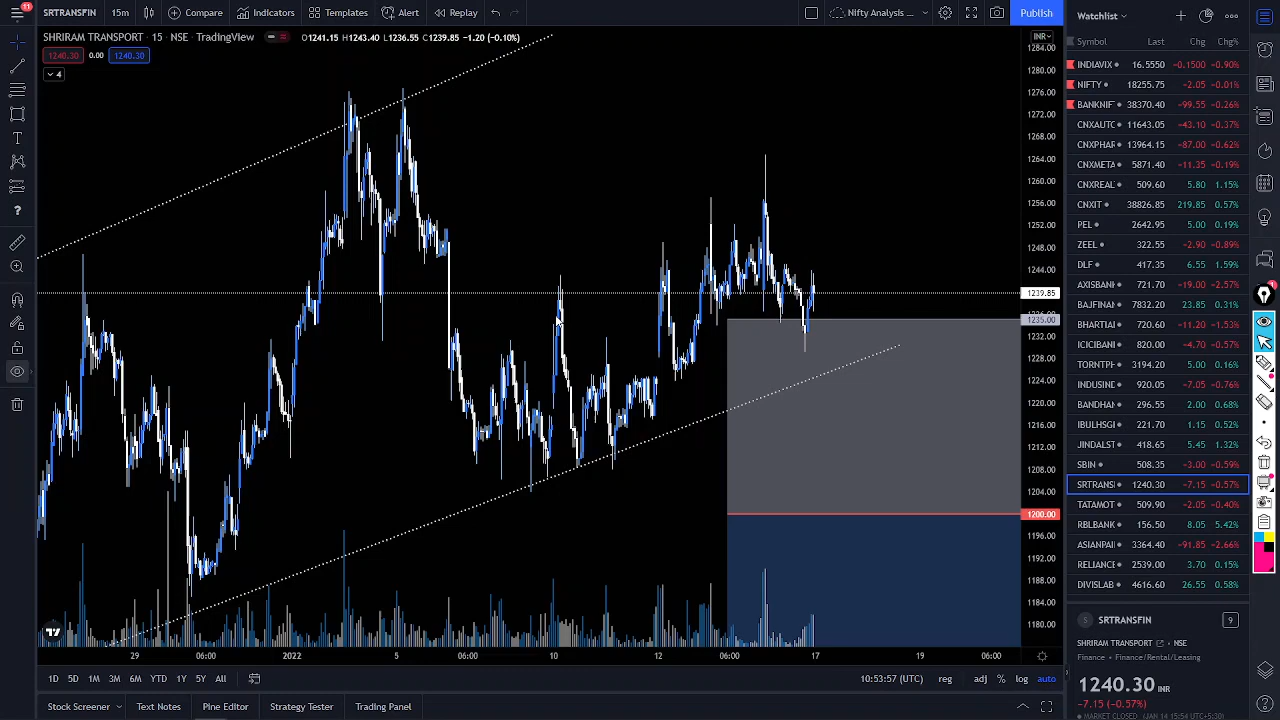 11
SRTRANSFIN 15m Compare Indicators Templates Alert Replay Nifty Analysis Publish
SHRIRAM TRANSPORT · 15 · NSE TradingView O1241.15 H1243.40 L1236.55 C1239.85 −1.20 (−0.10%)
1240.30 0.00 1240.30
4
INR
1284.00
1280.00
1276.00
1272.00
1268.00
1264.00
1260.00
1256.00
1252.00
1248.00
1244.00
1239.85
1235.00
1232.00
1228.00
1224.00
1220.00
1216.00
1212.00
1208.00
1204.00
1200.00
1196.00
1192.00
1188.00
1184.00
1180.00
29 06:00 2022 5 06:00 10 12 06:00 17 19 06:00
1D 5D 1M 3M 6M YTD 1Y 5Y All 10:53:57 (UTC) reg adj % log auto
Stock Screener Text Notes Pine Editor Strategy Tester Trading Panel
Watchlist
Symbol Last Chg Chg%
INDIAVIX 16.5550 −0.1500 −0.90%
NIFTY 18255.75 −2.05 −0.01%
BANKNIF 38370.40 −99.55 −0.26%
CNXAUTC 11643.05 −43.10 −0.37%
CNXPHAR 13964.15 −87.00 −0.62%
CNXMETA 5871.40 −11.35 −0.19%
CNXREAL 509.60 5.80 1.15%
CNXIT 38826.85 219.85 0.57%
PEL 2642.95 5.00 0.19%
ZEEL 322.55 −2.90 −0.89%
DLF 417.35 6.55 1.59%
AXISBAN 719.00 −19.00 −2.57%
BAJFINAN 7832.20 23.85 0.31%
BHARTIAI 720.60 −11.20 −1.53%
ICICIBANI 820.00 −4.70 −0.57%
TORNTPH 3194.20 5.00 0.16%
INDUSINE 920.05 −7.05 −0.76%
BANDHAN 296.55 2.00 0.68%
IBULHSGI 221.70 1.15 0.52%
JINDALST 418.65 5.45 1.32%
SBIN 508.35 −3.00 −0.59%
SRTRANSI 1240.30 −7.15 −0.57%
TATAMOT 509.90 −2.05 −0.40%
RBLBANK 156.50 8.05 5.42%
ASIANPAI 3364.40 −91.85 −2.66%
RELIANCE 2539.00 3.70 0.15%
DIVISLAB 4616.60 26.55 0.58%
S SRTRANSFIN 9
SHRIRAM TRANSPORT · NSE
Finance · Finance/Rental/Leasing
1240.30 INR
−7.15 (−0.57%)
MARKET CLOSED